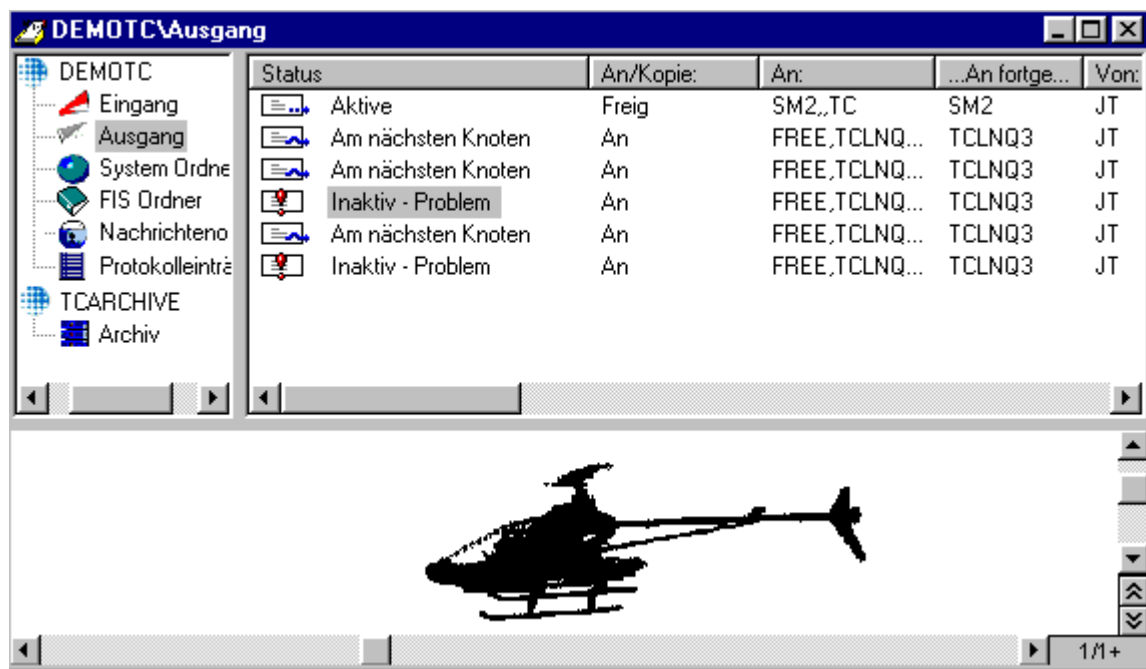 DEMOTC\Ausgang
DEMOTC
Eingang
Ausgang
System Ordne
FIS Ordner
Nachrichteno
Protokolleinträ
TCARCHIVE
Archiv
Status An/Kopie: An: ...An fortge... Von:
Aktive Freig SM2,,TC SM2 JT
Am nächsten Knoten An FREE,TCLNQ... TCLNQ3 JT
Am nächsten Knoten An FREE,TCLNQ... TCLNQ3 JT
Inaktiv - Problem An FREE,TCLNQ... TCLNQ3 JT
Am nächsten Knoten An FREE,TCLNQ... TCLNQ3 JT
Inaktiv - Problem An FREE,TCLNQ... TCLNQ3 JT
1/1+